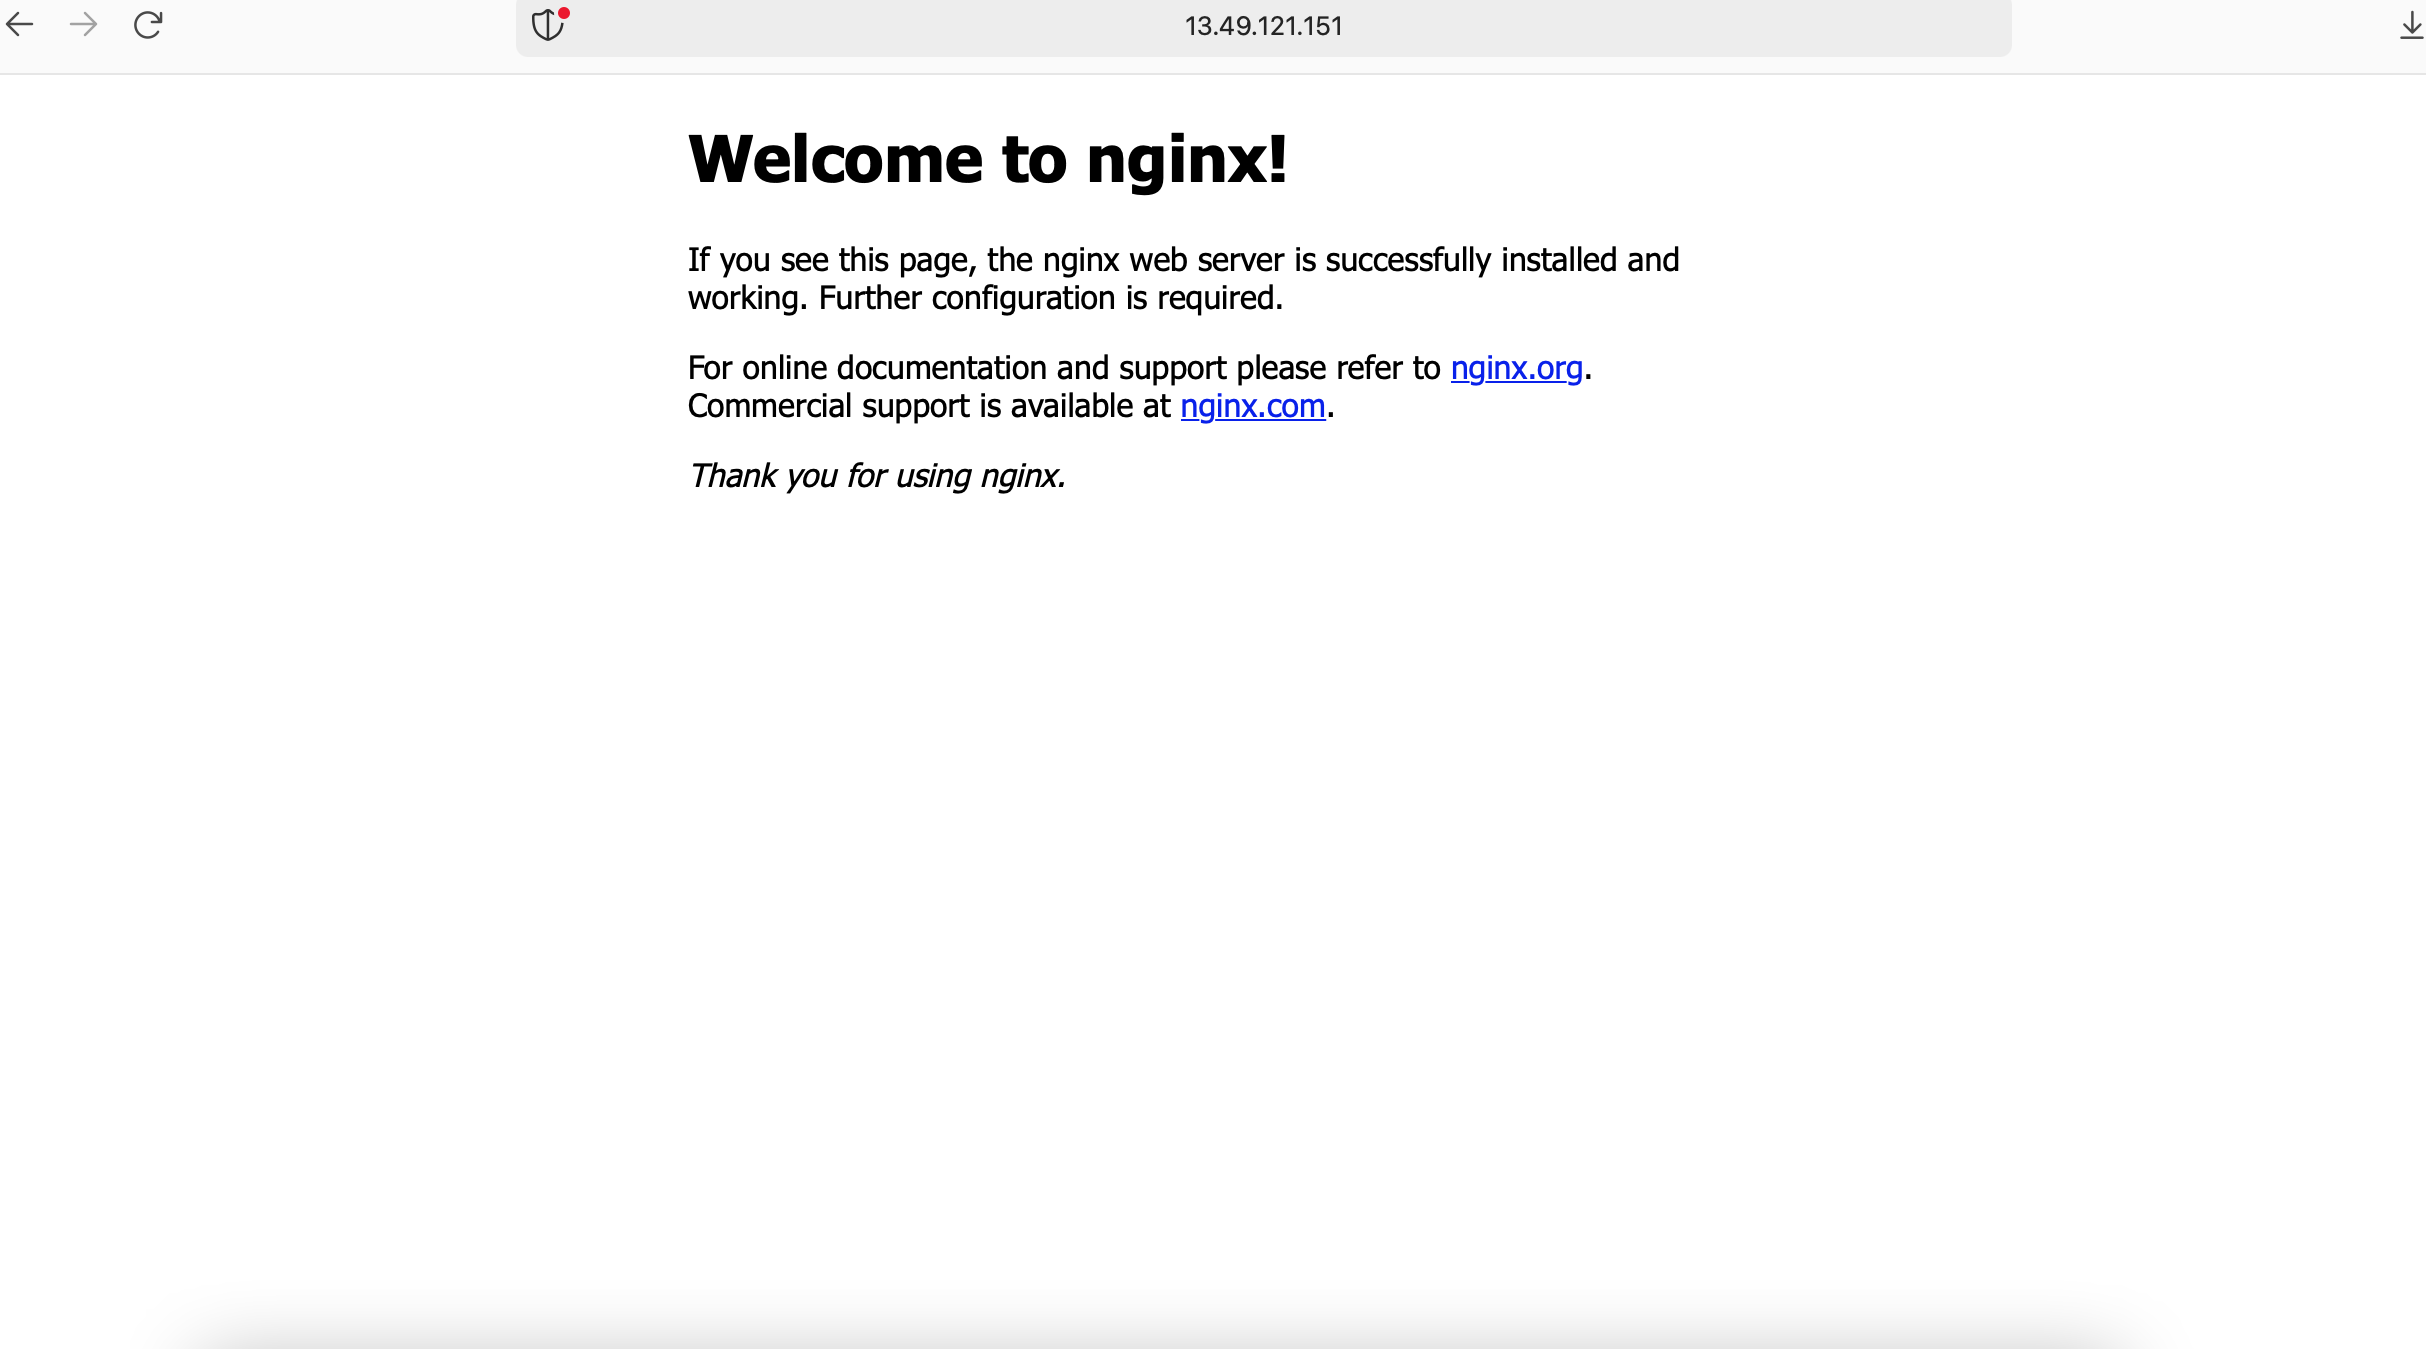 13.49.121.151
Welcome to nginx!
If you see this page, the nginx web server is successfully installed and
working. Further configuration is required.
For online documentation and support please refer to nginx.org.
Commercial support is available at nginx.com.
Thank you for using nginx.